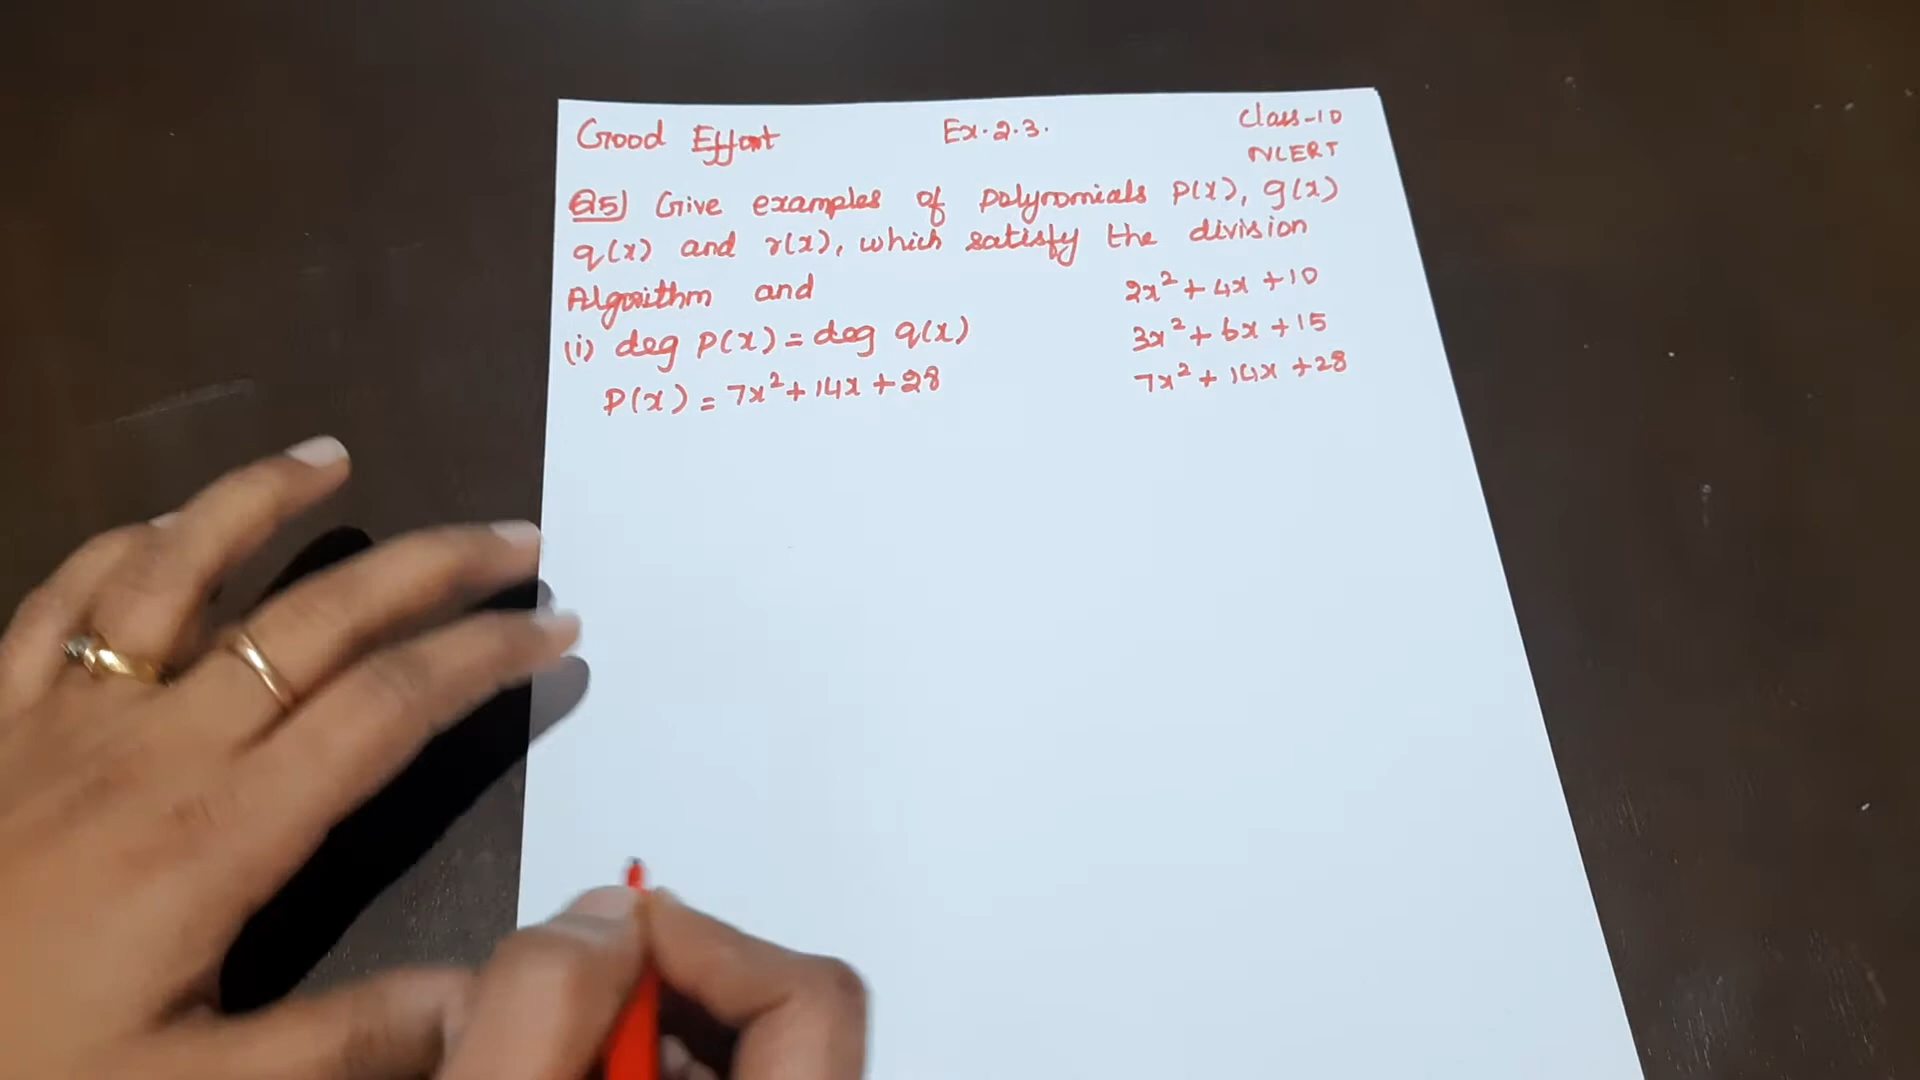 Good Effort
Ex. 2.3.
Class-10
NCERT
Q5) Give examples of polynomials P(x), g(x)
q(x) and r(x), which satisfy the division
Algorithm and
(i) deg P(x) = deg q(x)
P(x) = 7x² + 14x + 28
2x² + 4x + 10
3x² + 6x + 15
7x² + 14x + 28